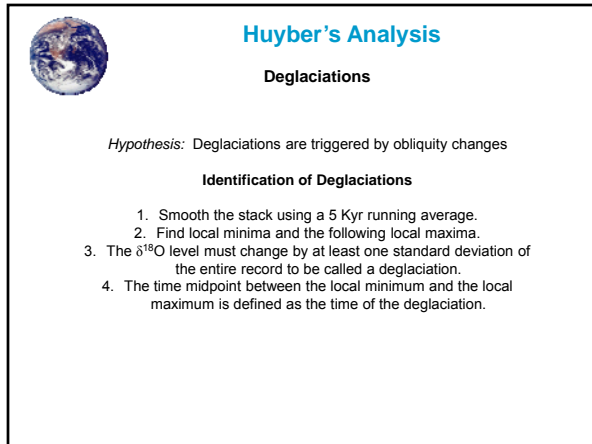 Huyber's Analysis
Deglaciations
Hypothesis: Deglaciations are triggered by obliquity changes
Identification of Deglaciations
1. Smooth the stack using a 5 Kyr running average.
2. Find local minima and the following local maxima.
3. The δ¹⁸O level must change by at least one standard deviation of
the entire record to be called a deglaciation.
4. The time midpoint between the local minimum and the local
maximum is defined as the time of the deglaciation.